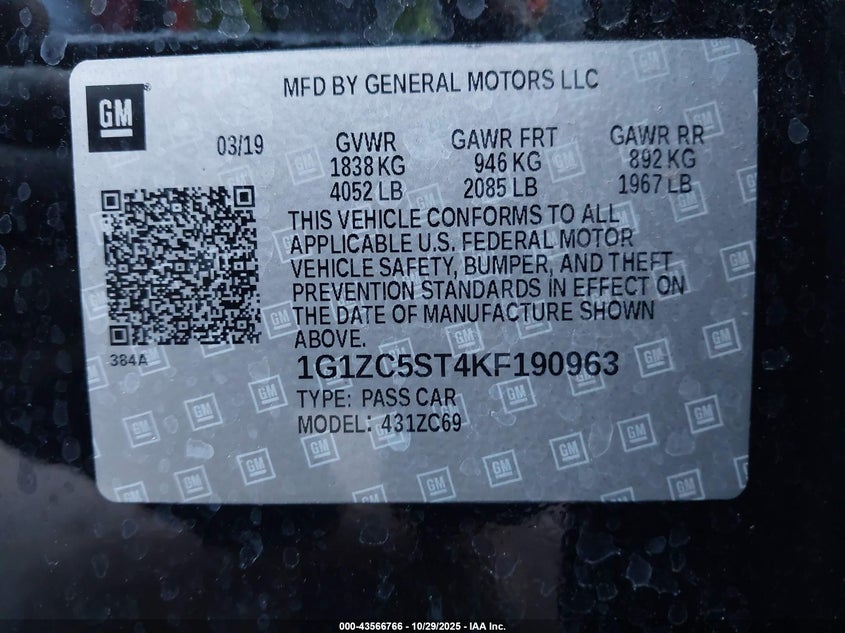 GM
MFD BY GENERAL MOTORS LLC
03/19
GVWR
1838 KG
4052 LB
GAWR FRT
946 KG
2085 LB
GAWR RR
892 KG
1967 LB
THIS VEHICLE CONFORMS TO ALL
APPLICABLE U.S. FEDERAL MOTOR
VEHICLE SAFETY, BUMPER, AND THEFT
PREVENTION STANDARDS IN EFFECT ON
THE DATE OF MANUFACTURE SHOWN
ABOVE.
384A
1G1ZC5ST4KF190963
TYPE: PASS CAR
MODEL: 431ZC69
000-43566766 - 10/29/2025 - IAA Inc.